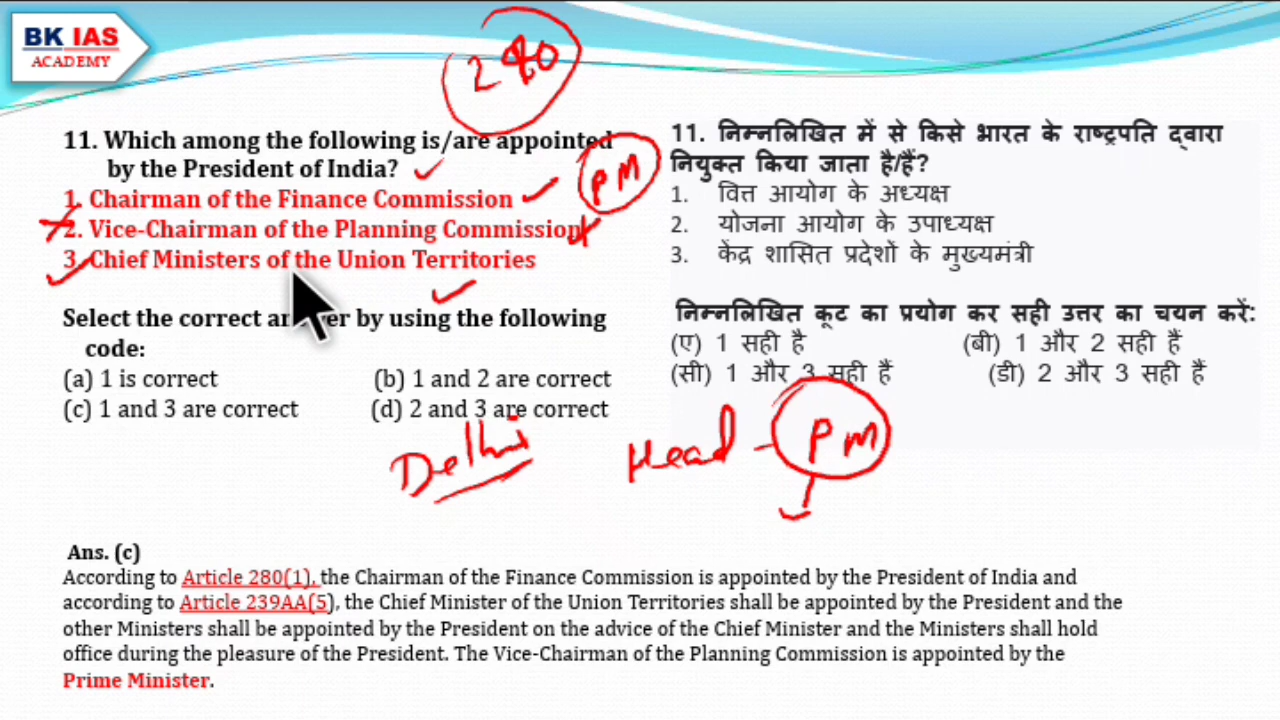 BK IAS
ACADEMY
280
11. Which among the following is/are appointed
by the President of India?
1. Chairman of the Finance Commission
PM
2. Vice-Chairman of the Planning Commission
3. Chief Ministers of the Union Territories
Select the correct answer by using the following
code:
(a) 1 is correct (b) 1 and 2 are correct
(c) 1 and 3 are correct (d) 2 and 3 are correct
11. निम्नलिखित में से किसे भारत के राष्ट्रपति द्वारा
नियुक्त किया जाता है/हैं?
1. वित्त आयोग के अध्यक्ष
2. योजना आयोग के उपाध्यक्ष
3. केंद्र शासित प्रदेशों के मुख्यमंत्री
निम्नलिखित कूट का प्रयोग कर सही उत्तर का चयन करें:
(ए) 1 सही है (बी) 1 और 2 सही हैं
(सी) 1 और 3 सही हैं (डी) 2 और 3 सही हैं
Delhi Head - PM
Ans. (c)
According to Article 280(1), the Chairman of the Finance Commission is appointed by the President of India and
according to Article 239AA(5), the Chief Minister of the Union Territories shall be appointed by the President and the
other Ministers shall be appointed by the President on the advice of the Chief Minister and the Ministers shall hold
office during the pleasure of the President. The Vice-Chairman of the Planning Commission is appointed by the
Prime Minister.